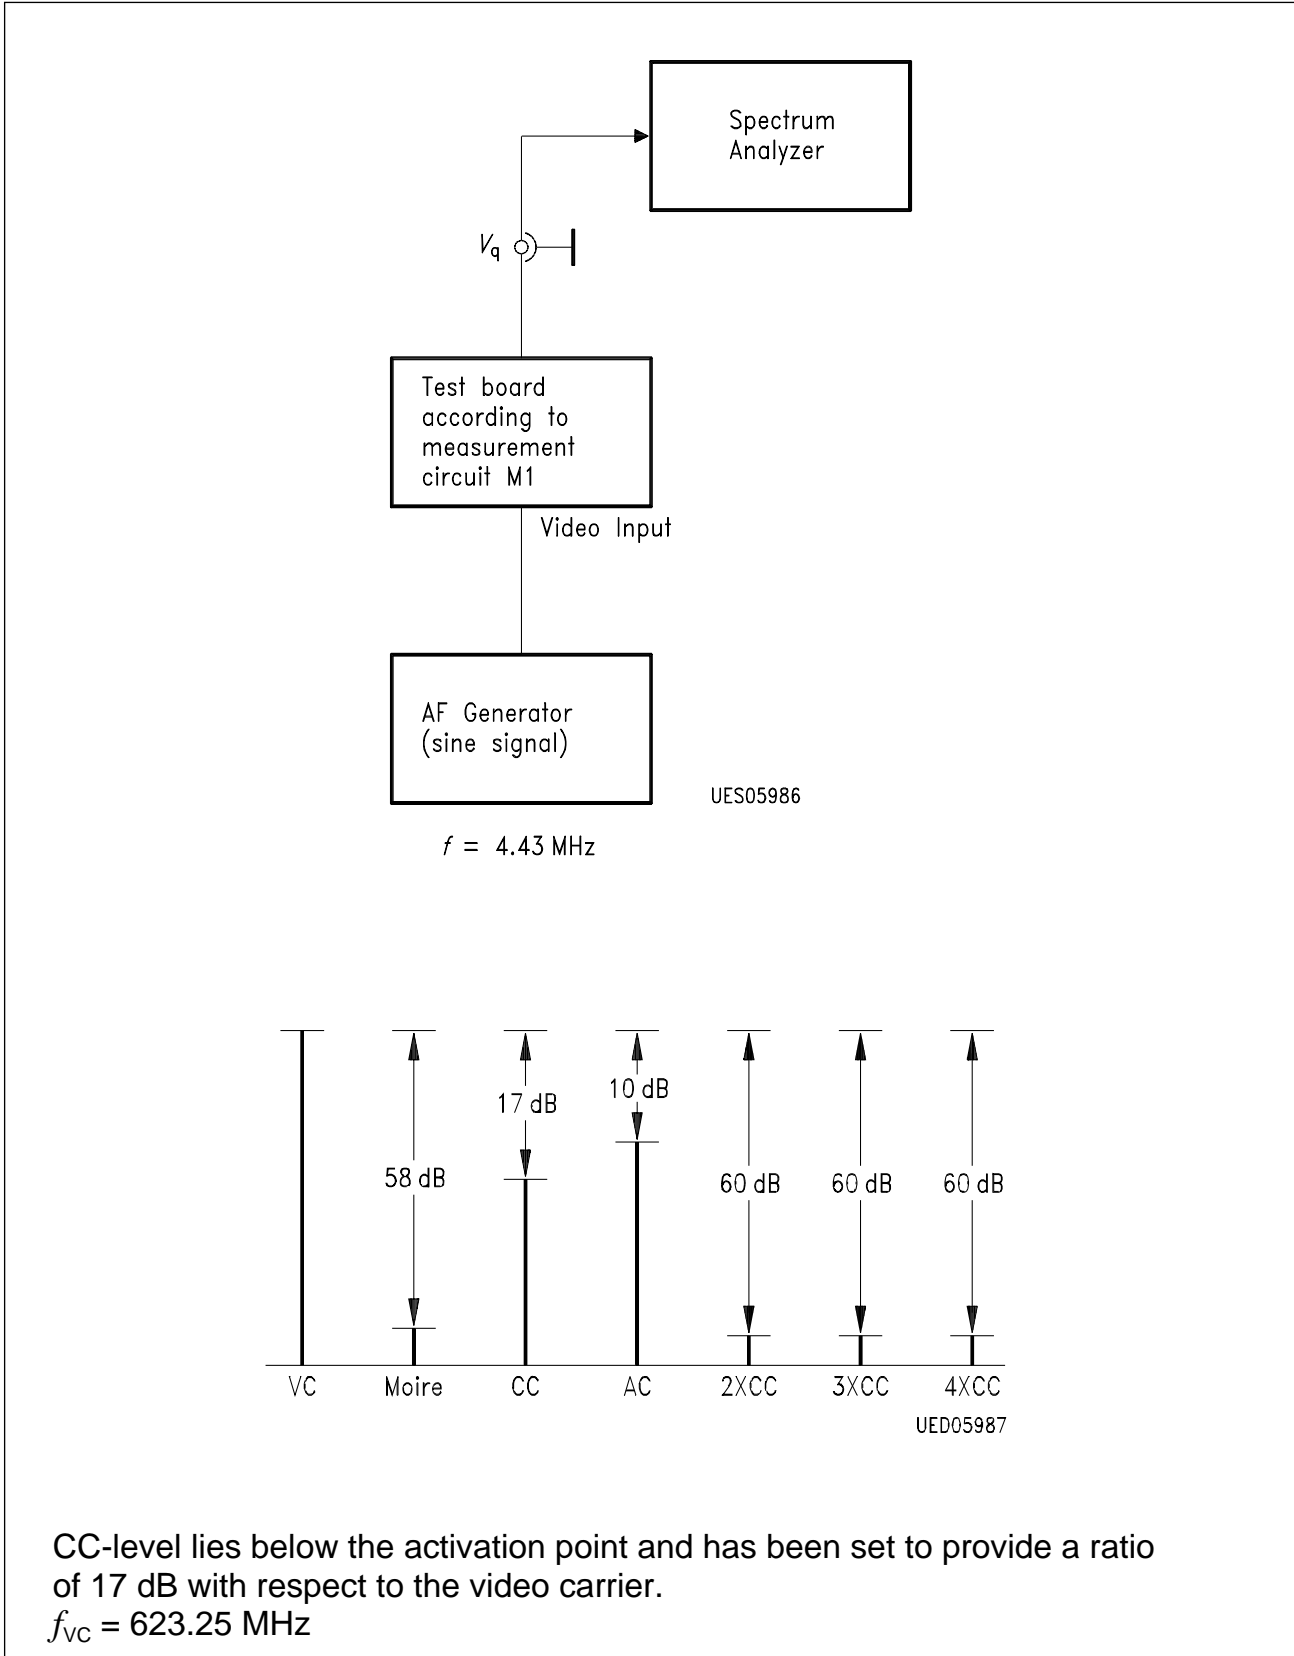 Spectrum
Analyzer
Vq
Test board
according to
measurement
circuit M1
Video Input
AF Generator
(sine signal)
UES05986
f = 4.43 MHz
10 dB
17 dB
58 dB
60 dB 60 dB 60 dB
VC Moire CC AC 2XCC 3XCC 4XCC
UED05987
CC-level lies below the activation point and has been set to provide a ratio
of 17 dB with respect to the video carrier.
fVC = 623.25 MHz